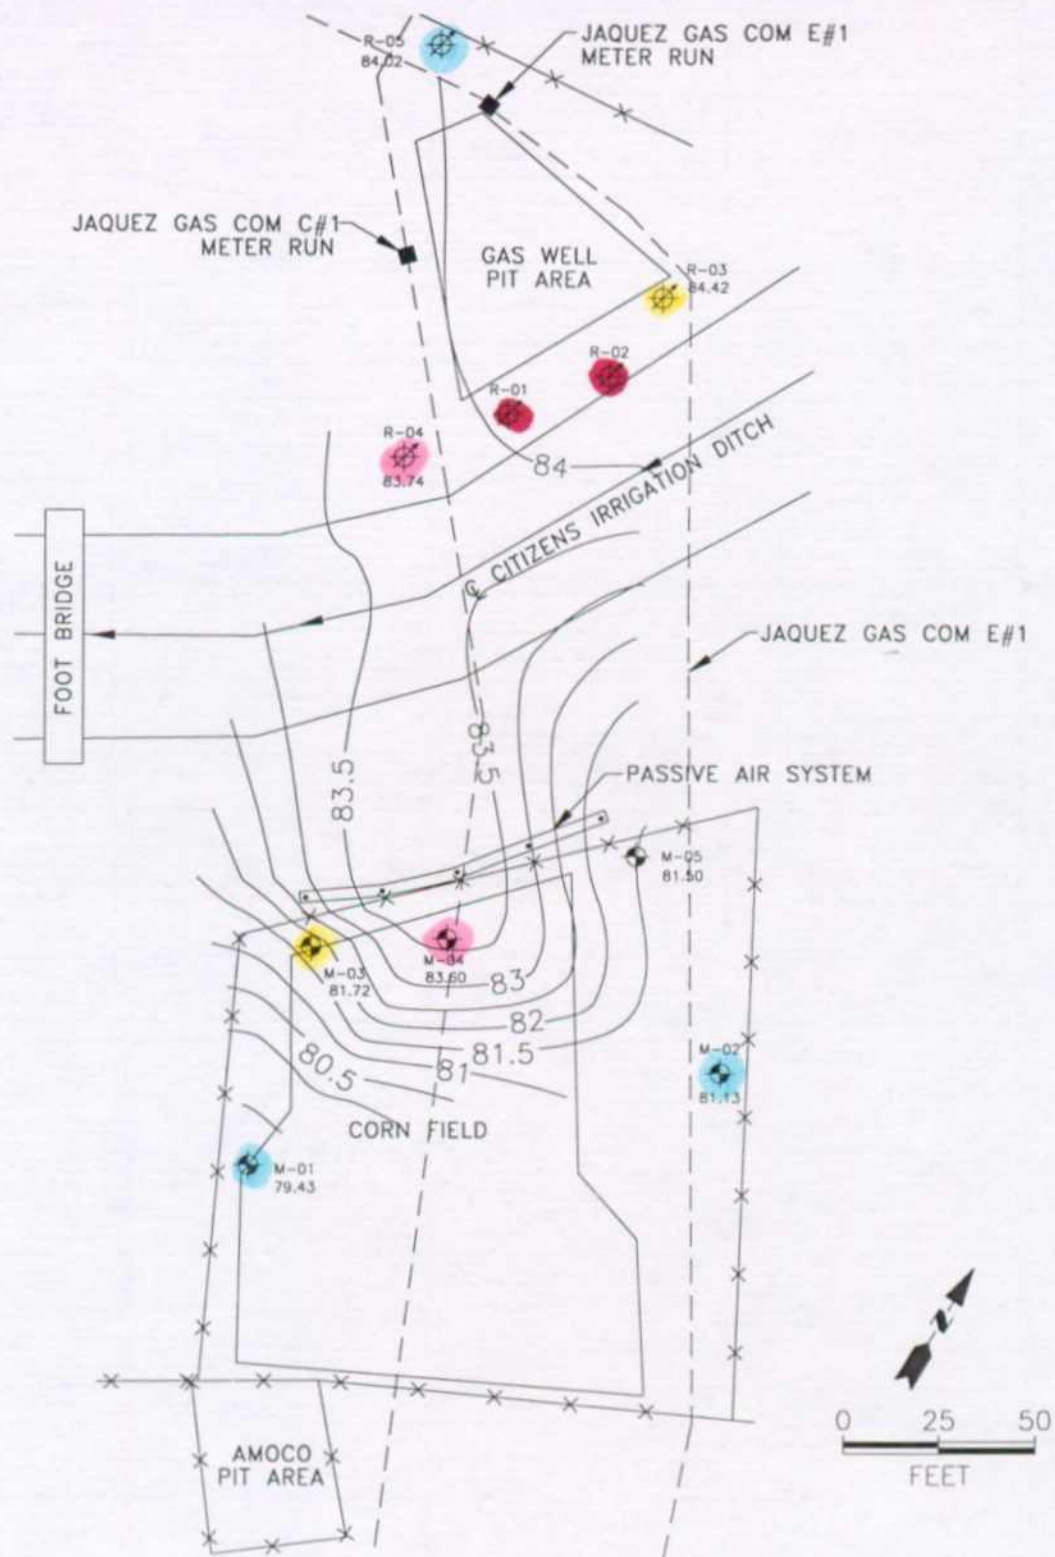 R-05
84.02
JAQUEZ GAS COM E#1
METER RUN
JAQUEZ GAS COM C#1
METER RUN
GAS WELL
PIT AREA
R-03
84.42
R-02
R-01
R-04
83.74
84
CITIZENS IRRIGATION DITCH
FOOT BRIDGE
JAQUEZ GAS COM E#1
83.5
83.5
PASSIVE AIR SYSTEM
M-05
81.50
M-03
81.72
M-04
83.60
83
82
81.5
81
80.5
M-02
81.13
CORN FIELD
M-01
79.43
N
0 25 50
FEET
AMOCO
PIT AREA